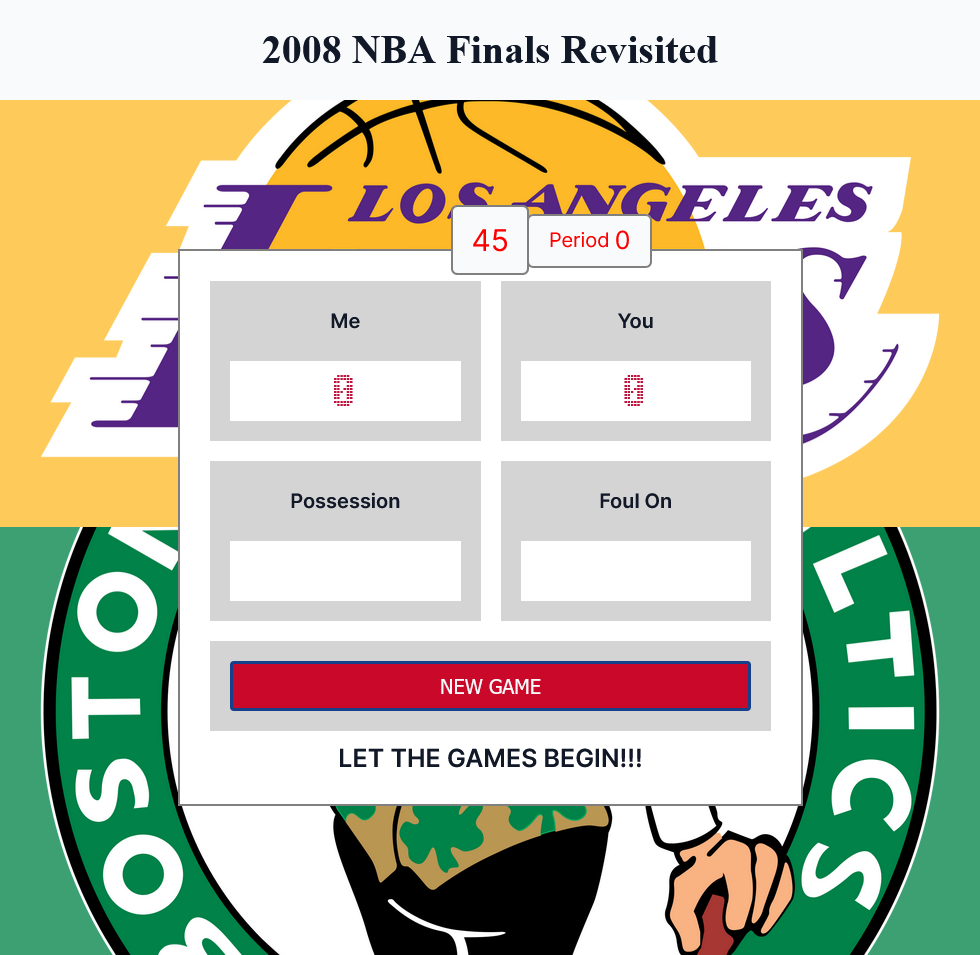 2008 NBA Finals Revisited
LOS ANGELES
45
Period 0
Me
You
0
0
Possession
Foul On
NEW GAME
LET THE GAMES BEGIN!!!
BOSTON
LTICS